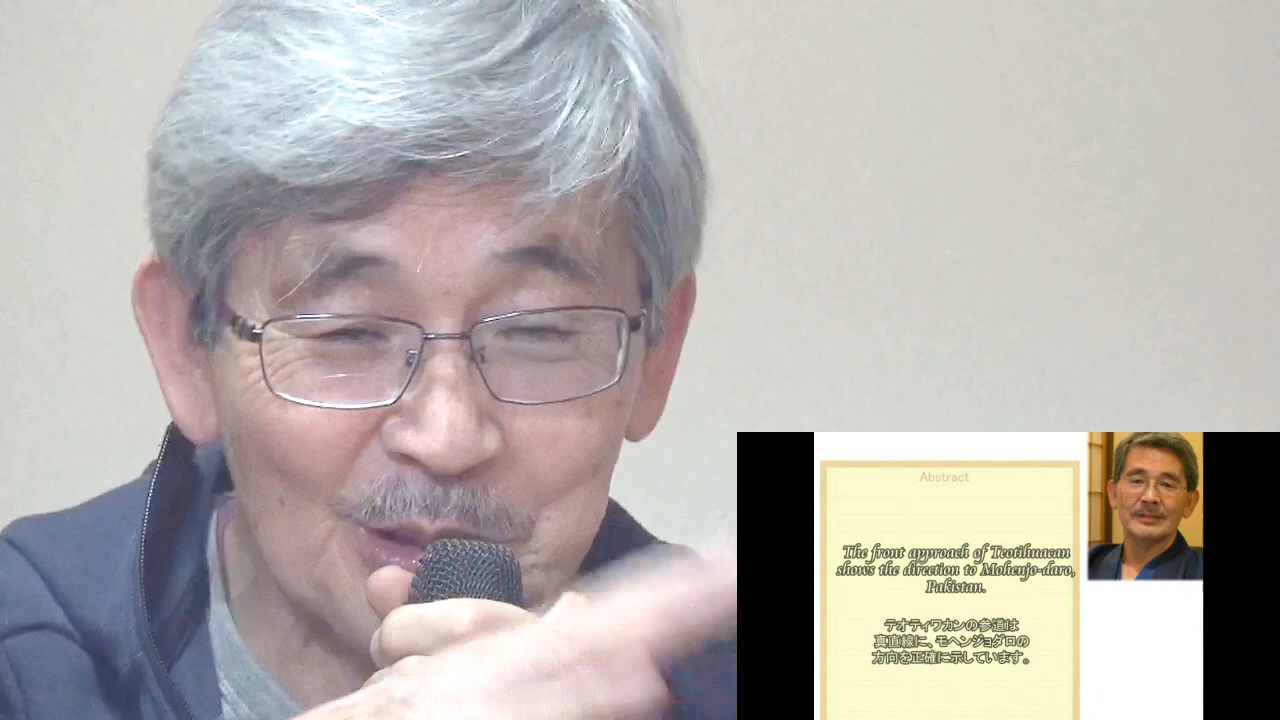 Abstract
The front approach of Teotihuacan
shows the direction to Mohenjo-daro,
Pakistan.
テオティワカンの参道は
真直線に、モヘンジョダロの
方向を正確に示しています。